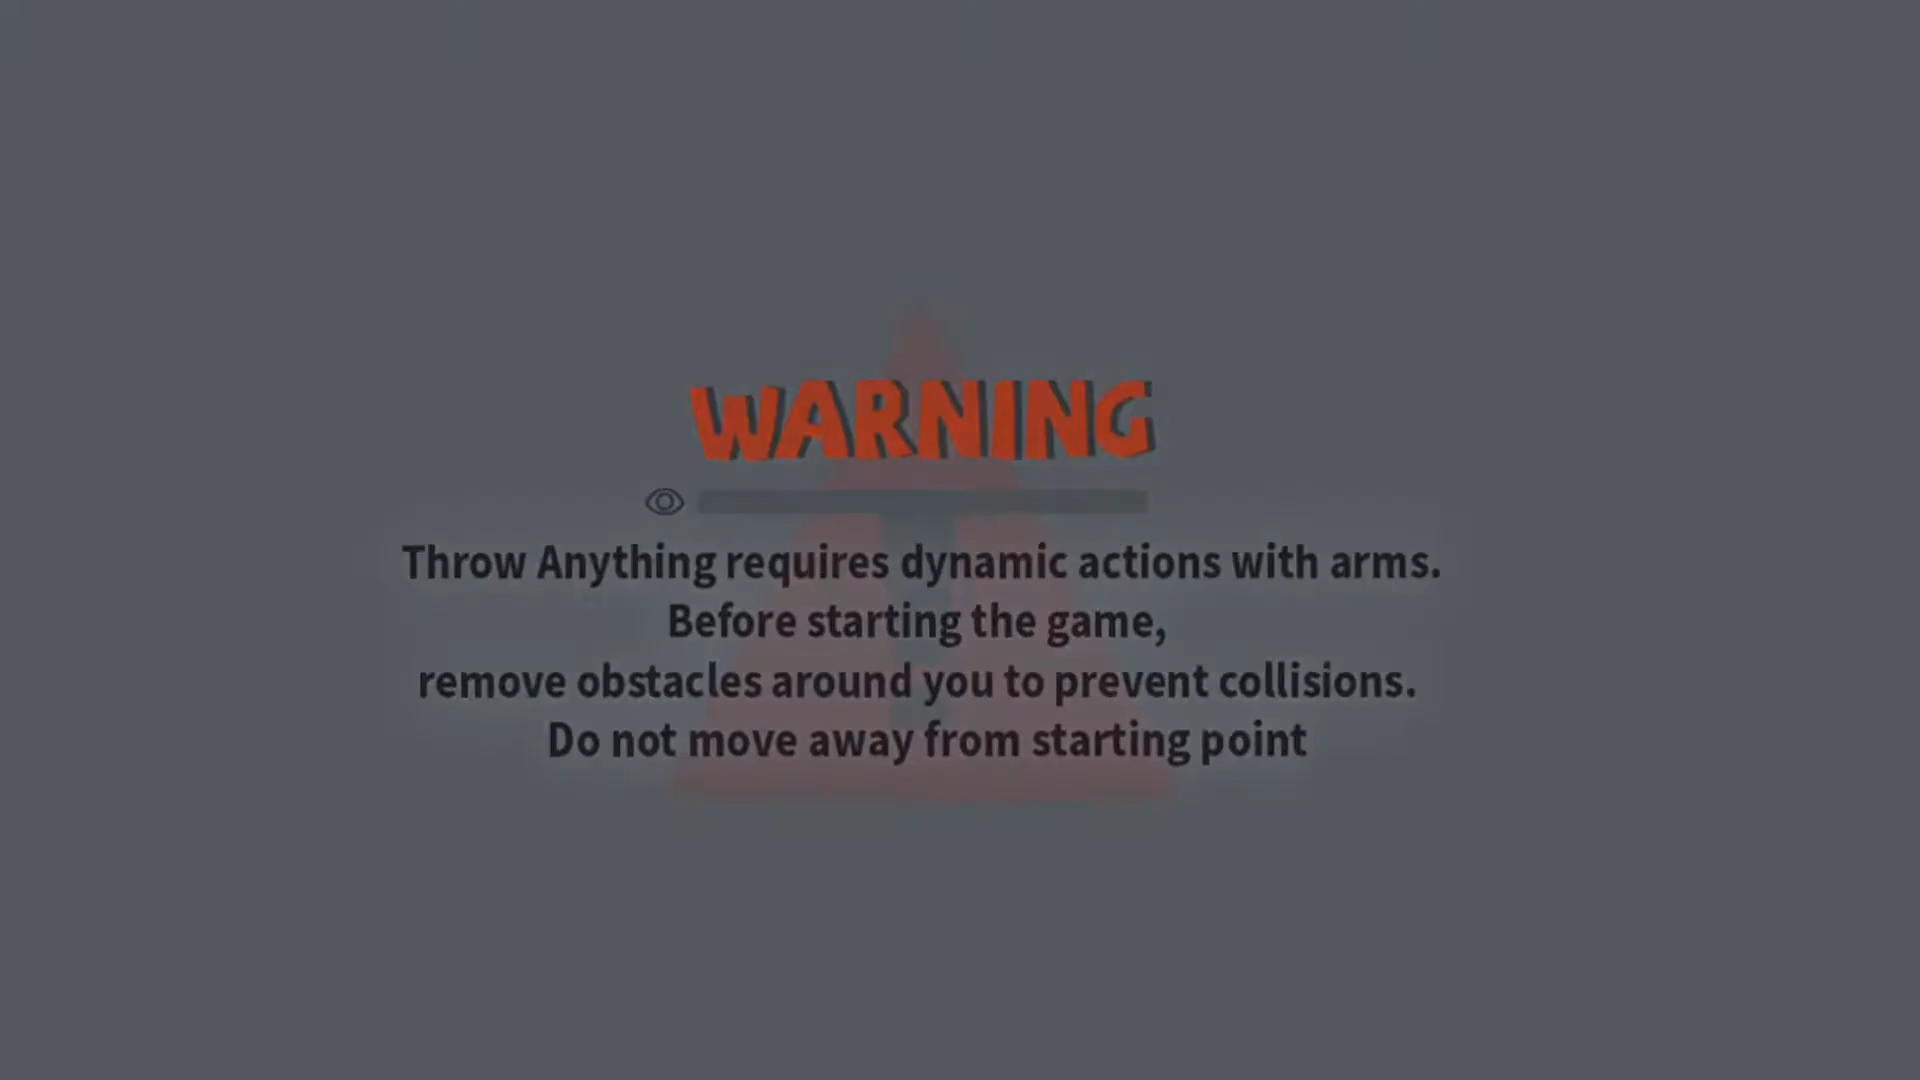 WARNING
Throw Anything requires dynamic actions with arms.
Before starting the game,
remove obstacles around you to prevent collisions.
Do not move away from starting point